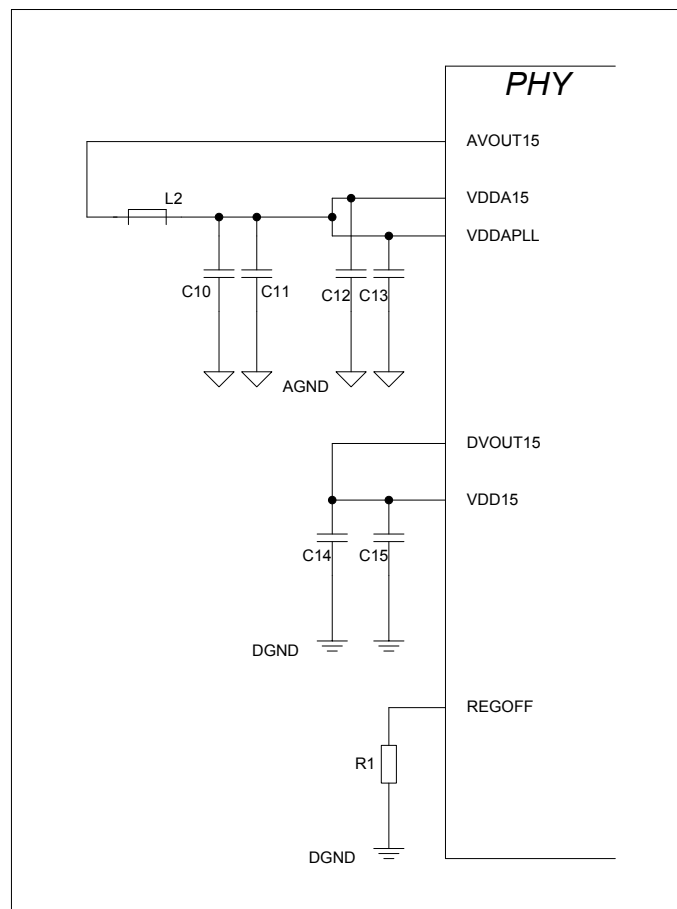 PHY
AVOUT15
L2
VDDA15
VDDAPLL
C10
C11
C12
C13
AGND
DVOUT15
VDD15
C14
C15
DGND
REGOFF
R1
DGND